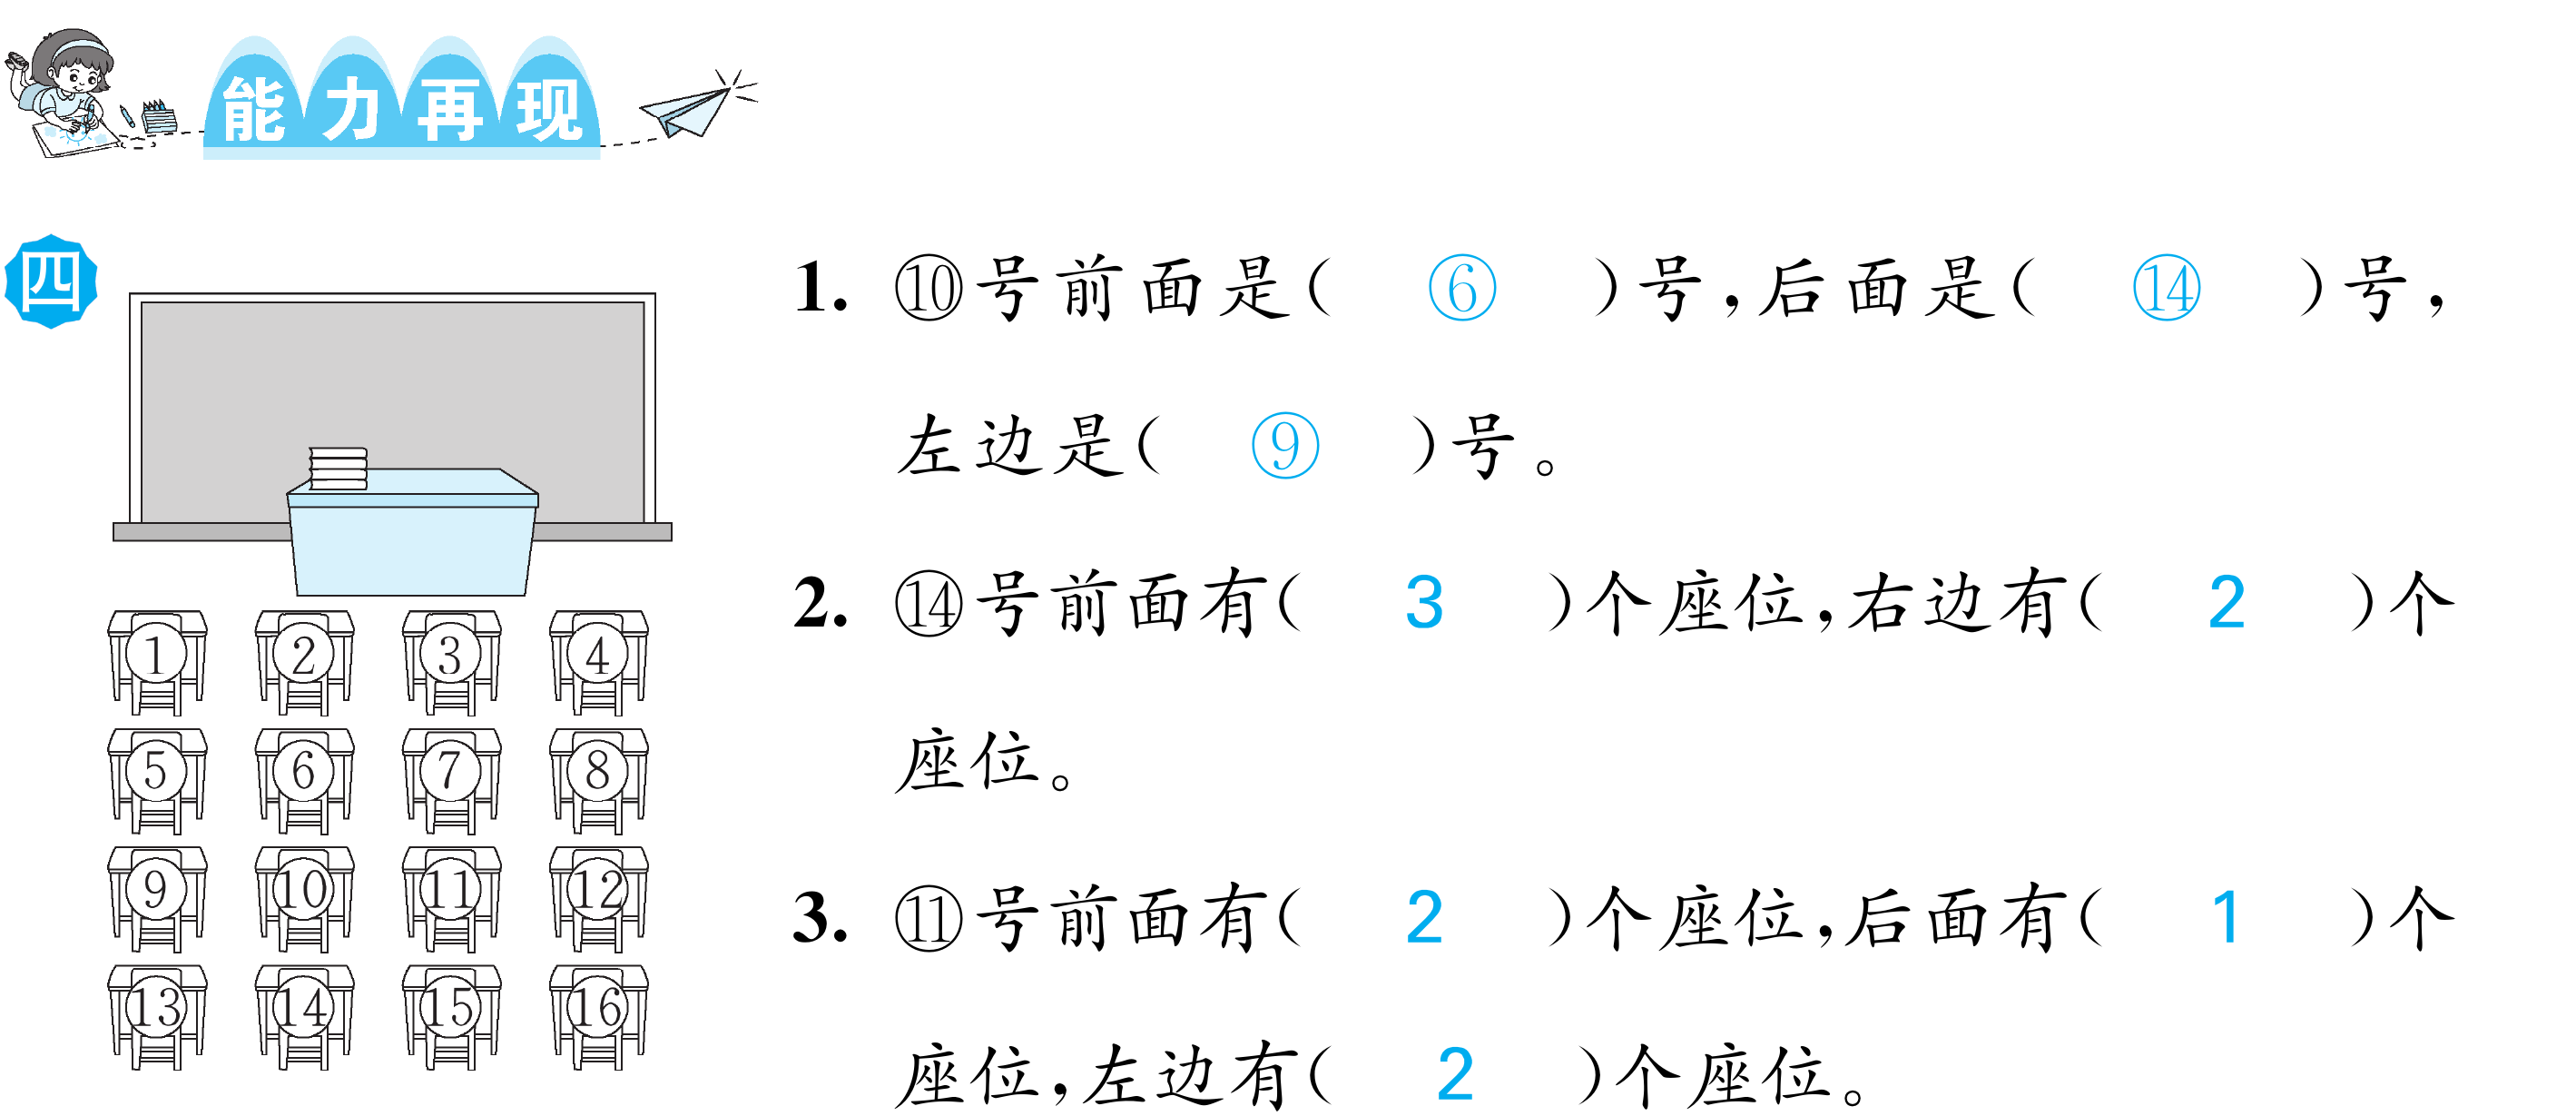 能力再现
四
1. ⑩号前面是( ⑥ )号,后面是( ⑭ )号,
左边是( ⑨ )号。
2. ⑭号前面有( 3 )个座位,右边有( 2 )个
座位。
3. ⑪号前面有( 2 )个座位,后面有( 1 )个
座位,左边有( 2 )个座位。
① ② ③ ④
⑤ ⑥ ⑦ ⑧
⑨ ⑩ ⑪ ⑫
⑬ ⑭ ⑮ ⑯